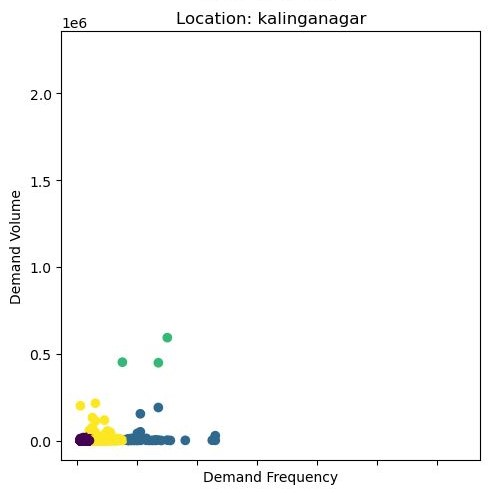 Location: kalinganagar
1e6
2.0
1.5
1.0
0.5
0.0
Demand Volume
Demand Frequency